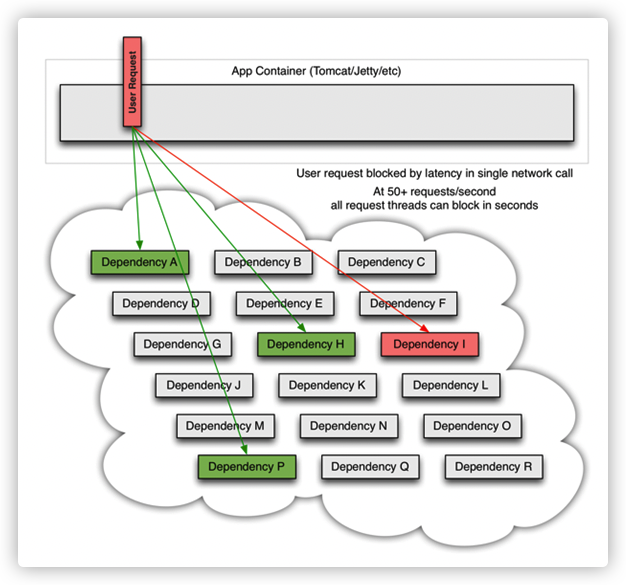 User Request
App Container (Tomcat/Jetty/etc)
User request blocked by latency in single network call
At 50+ requests/second
all request threads can block in seconds
Dependency A
Dependency B
Dependency C
Dependency D
Dependency E
Dependency F
Dependency G
Dependency H
Dependency I
Dependency J
Dependency K
Dependency L
Dependency M
Dependency N
Dependency O
Dependency P
Dependency Q
Dependency R